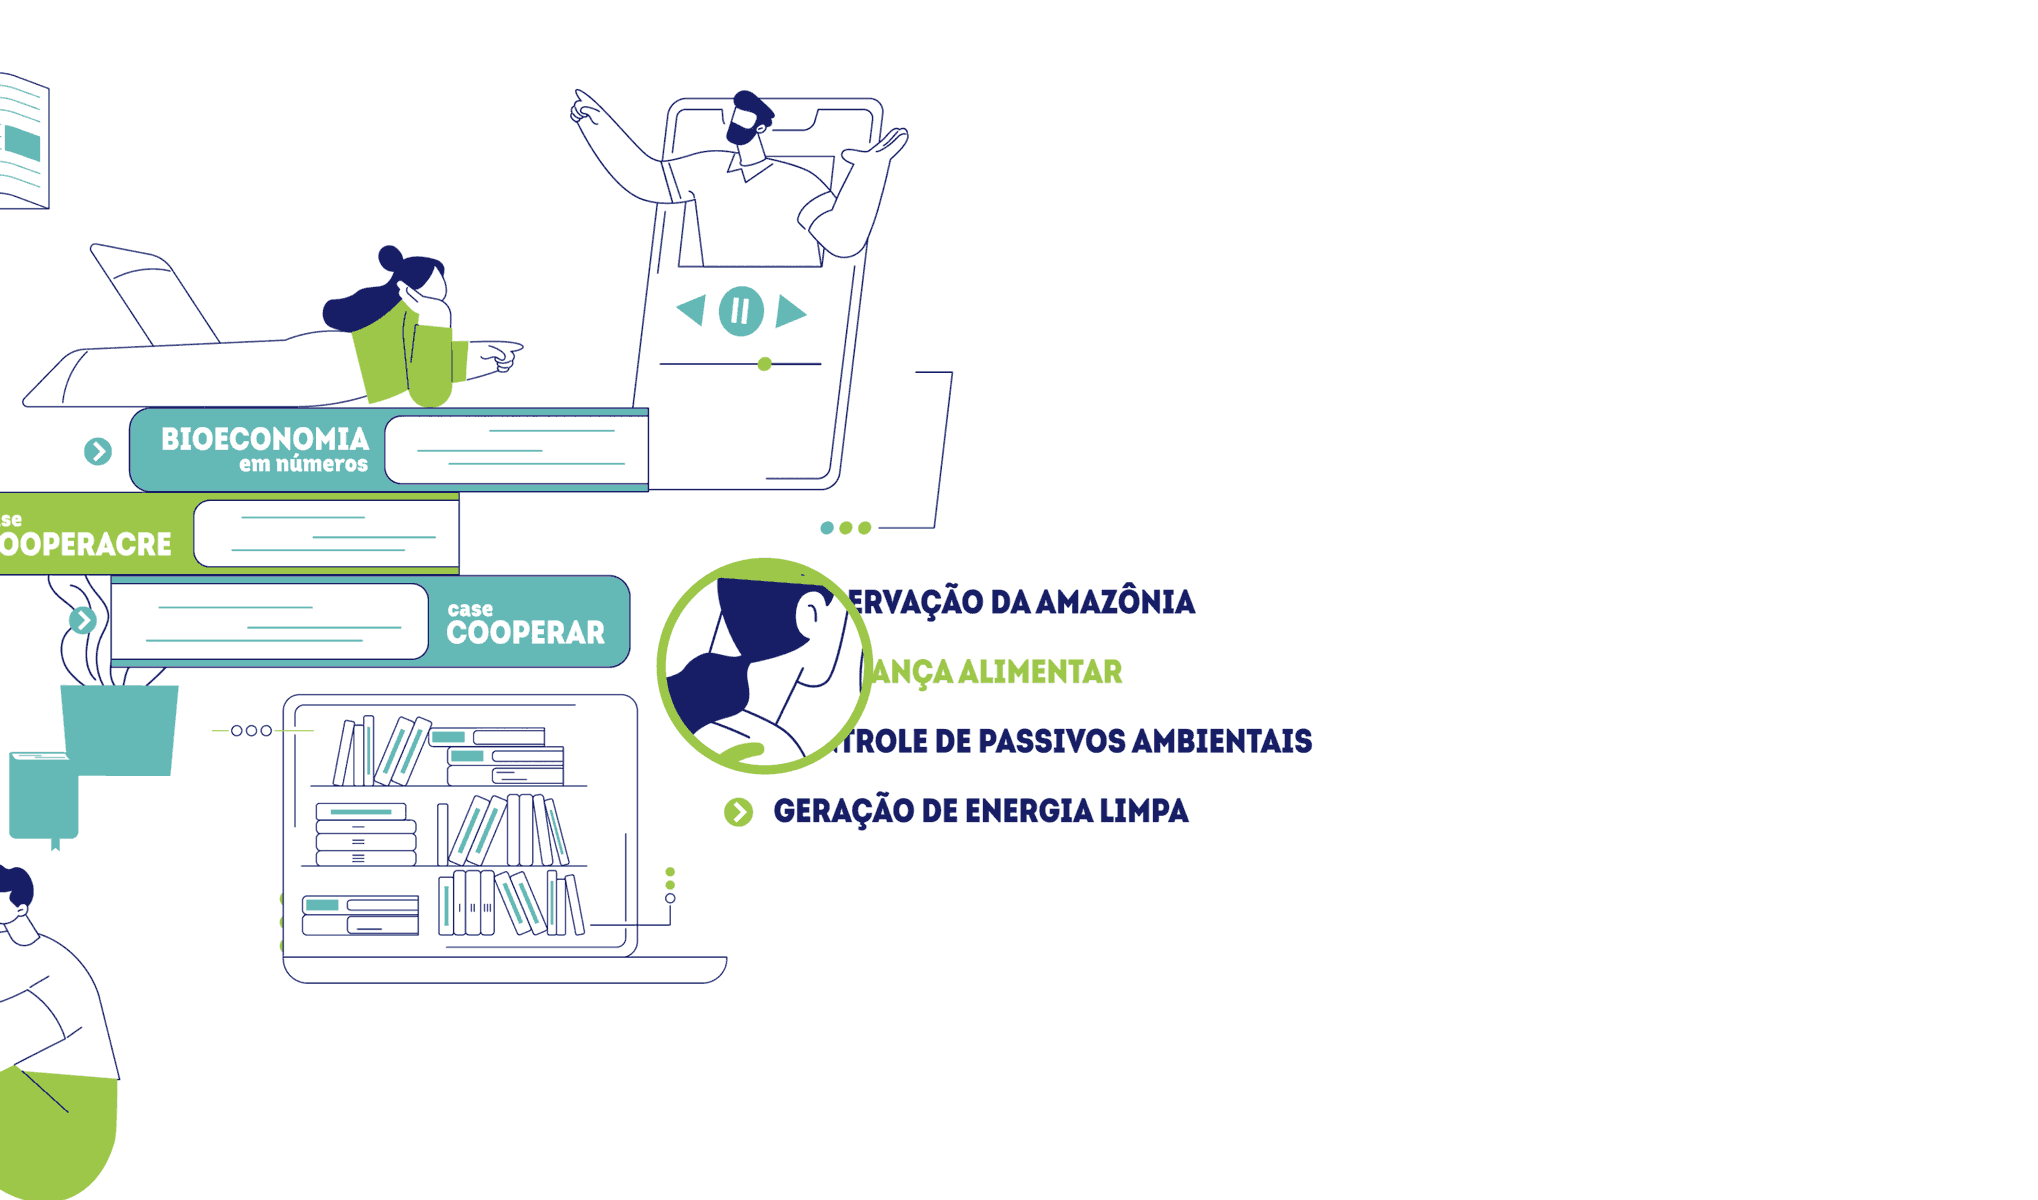 BIOECONOMIA
em números
se
OOPERACRE
case
COOPERAR
ERVAÇÃO DA AMAZÔNIA
ANÇA ALIMENTAR
TROLE DE PASSIVOS AMBIENTAIS
GERAÇÃO DE ENERGIA LIMPA